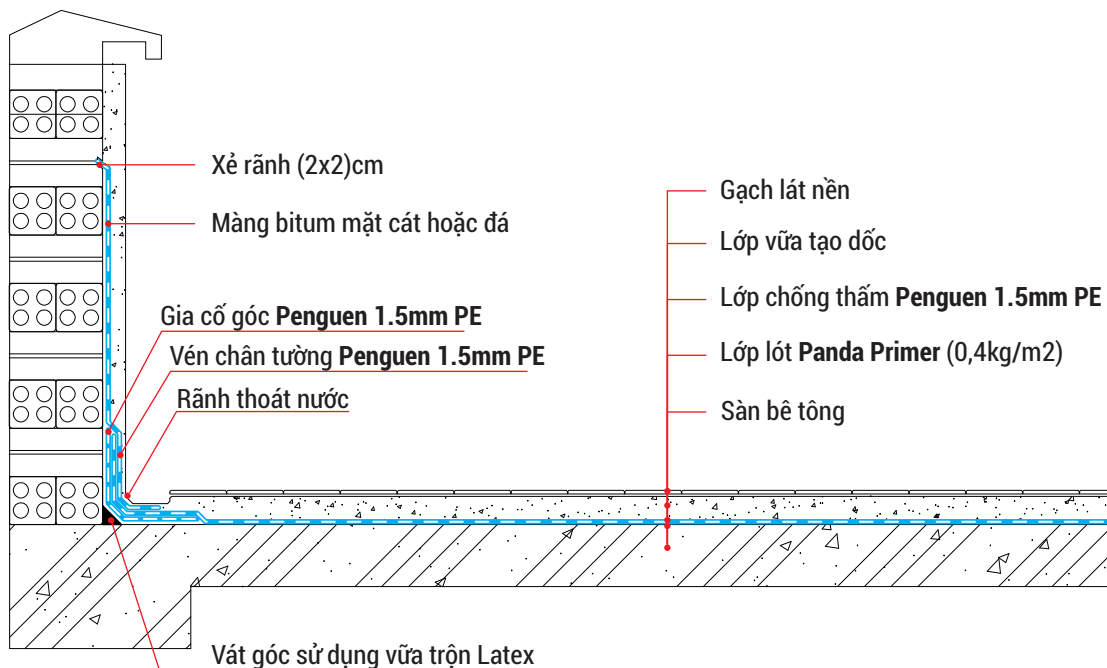 Xẻ rãnh (2x2)cm
Màng bitum mặt cát hoặc đá
Gia cố góc Penguen 1.5mm PE
Vén chân tường Penguen 1.5mm PE
Rãnh thoát nước
Gạch lát nền
Lớp vữa tạo dốc
Lớp chống thấm Penguen 1.5mm PE
Lớp lót Panda Primer (0,4kg/m2)
Sàn bê tông
Vát góc sử dụng vữa trộn Latex